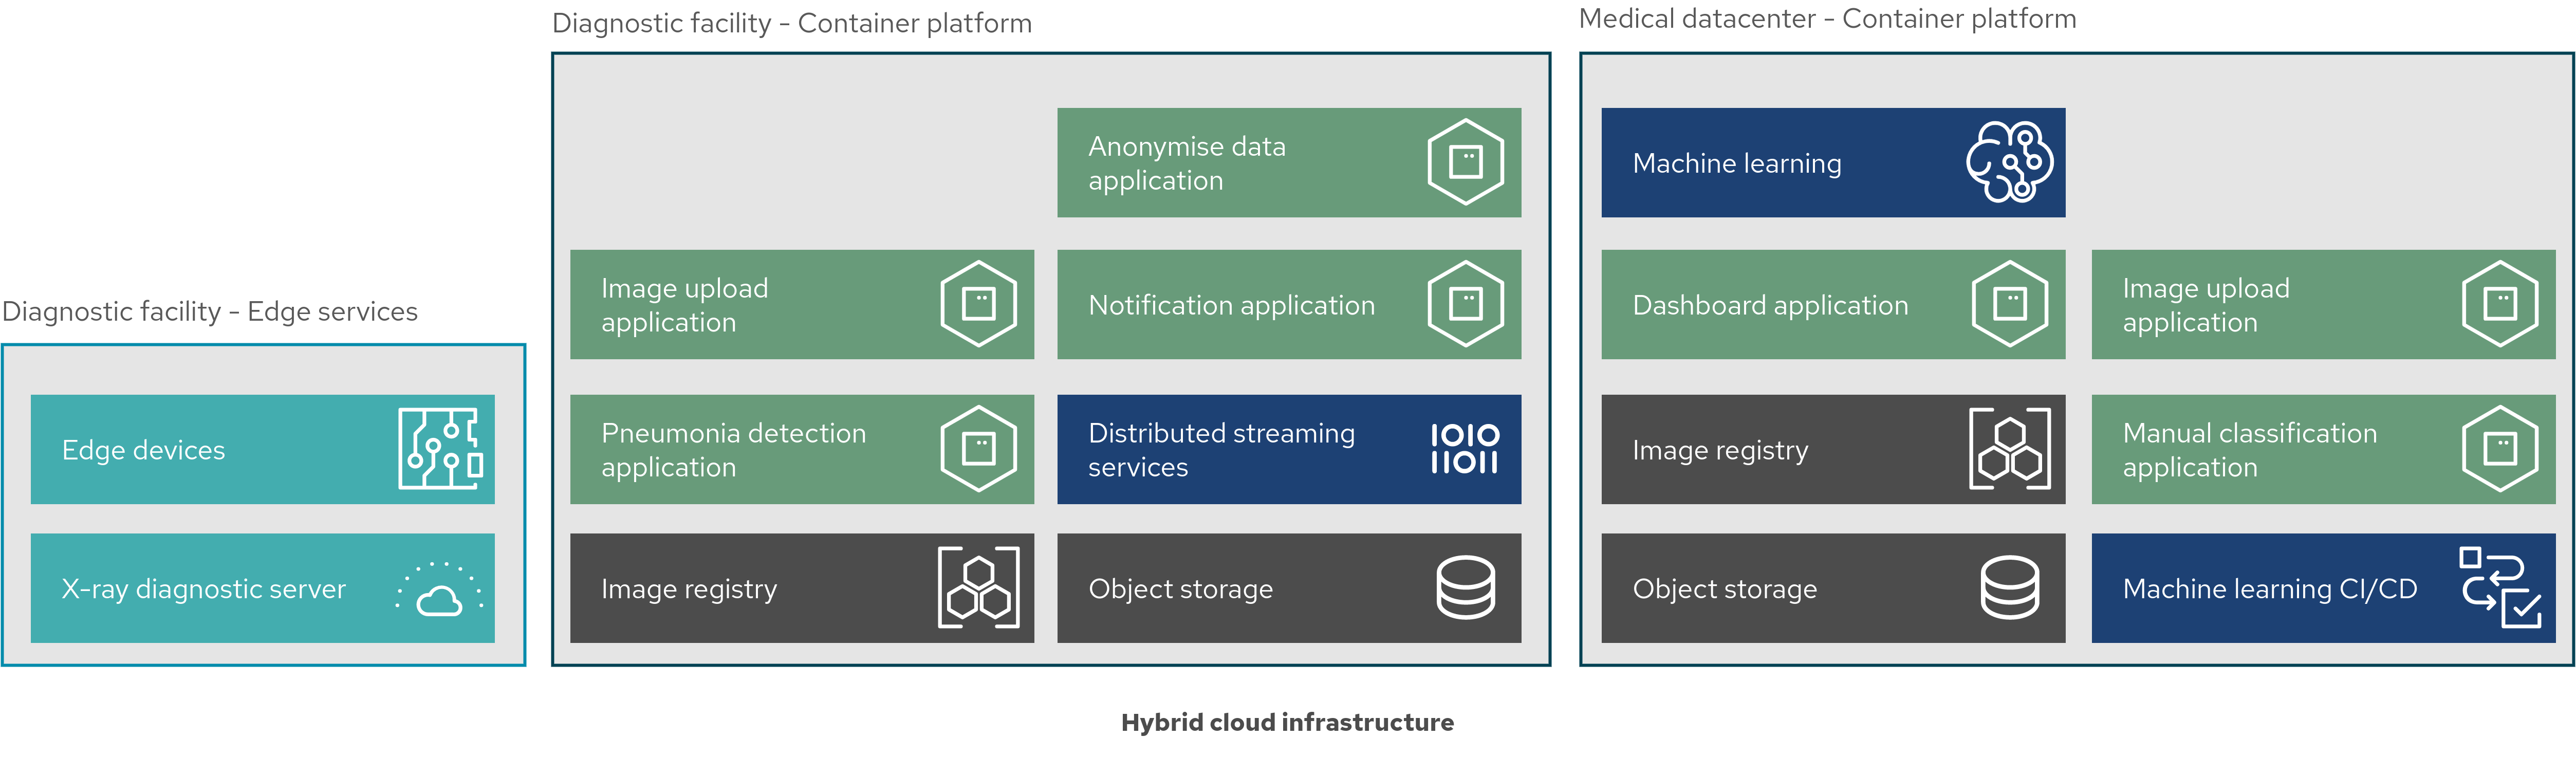 Diagnostic facility - Edge services
Edge devices
X-ray diagnostic server
Diagnostic facility - Container platform
Anonymise data
application
Image upload
application
Notification application
Pneumonia detection
application
Distributed streaming
services
Image registry
Object storage
Medical datacenter - Container platform
Machine learning
Dashboard application
Image upload
application
Image registry
Manual classification
application
Object storage
Machine learning CI/CD
Hybrid cloud infrastructure